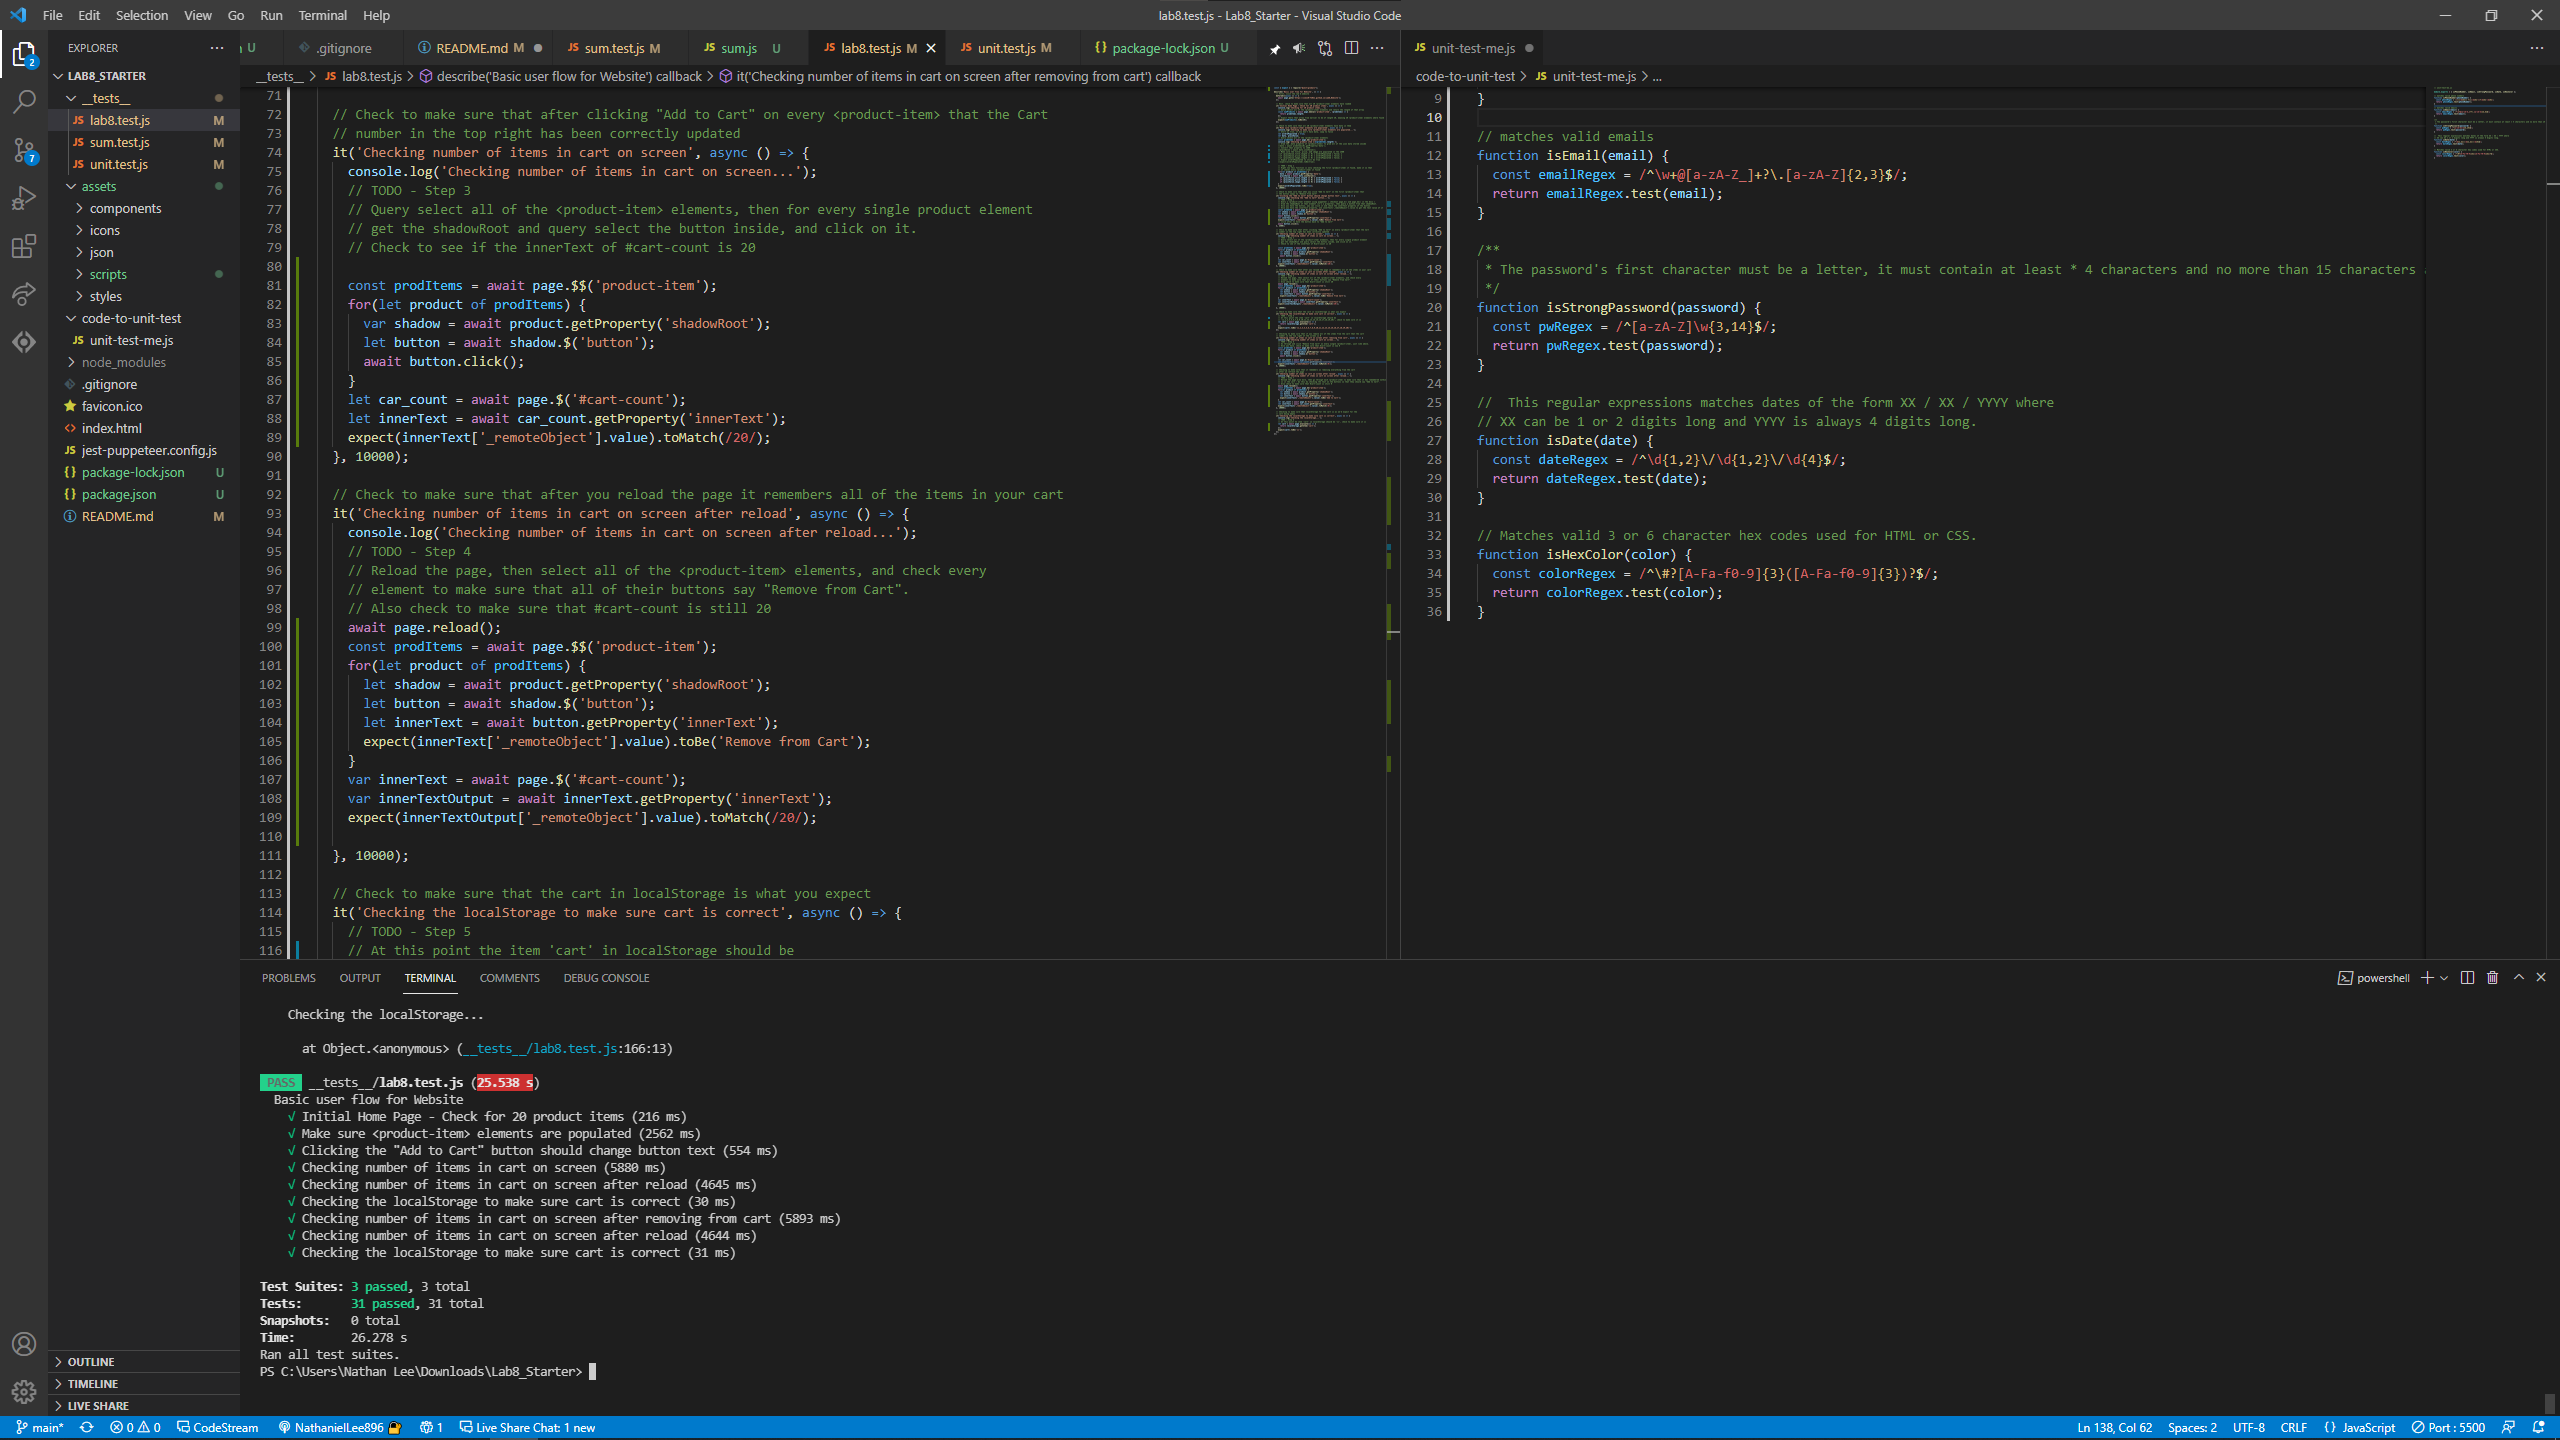 File Edit Selection View Go Run Terminal Help
lab8.test.js - Lab8_Starter - Visual Studio Code
EXPLORER
LAB8_STARTER
__tests__
lab8.test.js M
sum.test.js M
unit.test.js M
assets
components
icons
json
scripts
styles
code-to-unit-test
unit-test-me.js
node_modules
.gitignore
favicon.ico
index.html
jest-puppeteer.config.js
package-lock.json U
package.json U
README.md M
OUTLINE
TIMELINE
LIVE SHARE
U .gitignore README.md M sum.test.js M sum.js U lab8.test.js M unit.test.js M package-lock.json U
__tests__ > lab8.test.js > describe('Basic user flow for Website') callback > it('Checking number of items in cart on screen after removing from cart') callback
71
72 // Check to make sure that after clicking "Add to Cart" on every <product-item> that the Cart
73 // number in the top right has been correctly updated
74 it('Checking number of items in cart on screen', async () => {
75 console.log('Checking number of items in cart on screen...');
76 // TODO - Step 3
77 // Query select all of the <product-item> elements, then for every single product element
78 // get the shadowRoot and query select the button inside, and click on it.
79 // Check to see if the innerText of #cart-count is 20
80
81 const prodItems = await page.$$('product-item');
82 for(let product of prodItems) {
83 var shadow = await product.getProperty('shadowRoot');
84 let button = await shadow.$('button');
85 await button.click();
86 }
87 let car_count = await page.$('#cart-count');
88 let innerText = await car_count.getProperty('innerText');
89 expect(innerText['_remoteObject'].value).toMatch(/20/);
90 }, 10000);
91
92 // Check to make sure that after you reload the page it remembers all of the items in your cart
93 it('Checking number of items in cart on screen after reload', async () => {
94 console.log('Checking number of items in cart on screen after reload...');
95 // TODO - Step 4
96 // Reload the page, then select all of the <product-item> elements, and check every
97 // element to make sure that all of their buttons say "Remove from Cart".
98 // Also check to make sure that #cart-count is still 20
99 await page.reload();
100 const prodItems = await page.$$('product-item');
101 for(let product of prodItems) {
102 let shadow = await product.getProperty('shadowRoot');
103 let button = await shadow.$('button');
104 let innerText = await button.getProperty('innerText');
105 expect(innerText['_remoteObject'].value).toBe('Remove from Cart');
106 }
107 var innerText = await page.$('#cart-count');
108 var innerTextOutput = await innerText.getProperty('innerText');
109 expect(innerTextOutput['_remoteObject'].value).toMatch(/20/);
110
111 }, 10000);
112
113 // Check to make sure that the cart in localStorage is what you expect
114 it('Checking the localStorage to make sure cart is correct', async () => {
115 // TODO - Step 5
116 // At this point the item 'cart' in localStorage should be
unit-test-me.js
code-to-unit-test > unit-test-me.js > ...
9 }
10
11 // matches valid emails
12 function isEmail(email) {
13 const emailRegex = /^\w+@[a-zA-Z_]+?\.[a-zA-Z]{2,3}$/;
14 return emailRegex.test(email);
15 }
16
17 /**
18 * The password's first character must be a letter, it must contain at least * 4 characters and no more than 15 characters
19 */
20 function isStrongPassword(password) {
21 const pwRegex = /^[a-zA-Z]\w{3,14}$/;
22 return pwRegex.test(password);
23 }
24
25 // This regular expressions matches dates of the form XX / XX / YYYY where
26 // XX can be 1 or 2 digits long and YYYY is always 4 digits long.
27 function isDate(date) {
28 const dateRegex = /^\d{1,2}\/\d{1,2}\/\d{4}$/;
29 return dateRegex.test(date);
30 }
31
32 // Matches valid 3 or 6 character hex codes used for HTML or CSS.
33 function isHexColor(color) {
34 const colorRegex = /^\#?[A-Fa-f0-9]{3}([A-Fa-f0-9]{3})?$/;
35 return colorRegex.test(color);
36 }
PROBLEMS OUTPUT TERMINAL COMMENTS DEBUG CONSOLE
powershell
Checking the localStorage...
at Object.<anonymous> (__tests__/lab8.test.js:166:13)
PASS __tests__/lab8.test.js (25.538 s)
Basic user flow for Website
√ Initial Home Page - Check for 20 product items (216 ms)
√ Make sure <product-item> elements are populated (2562 ms)
√ Clicking the "Add to Cart" button should change button text (554 ms)
√ Checking number of items in cart on screen (5880 ms)
√ Checking number of items in cart on screen after reload (4645 ms)
√ Checking the localStorage to make sure cart is correct (30 ms)
√ Checking number of items in cart on screen after removing from cart (5893 ms)
√ Checking number of items in cart on screen after reload (4644 ms)
√ Checking the localStorage to make sure cart is correct (31 ms)
Test Suites: 3 passed, 3 total
Tests: 31 passed, 31 total
Snapshots: 0 total
Time: 26.278 s
Ran all test suites.
PS C:\Users\Nathan Lee\Downloads\Lab8_Starter>
main* 0 0 CodeStream NathanielLee896 1 Live Share Chat: 1 new
Ln 138, Col 62 Spaces: 2 UTF-8 CRLF {} JavaScript Port : 5500